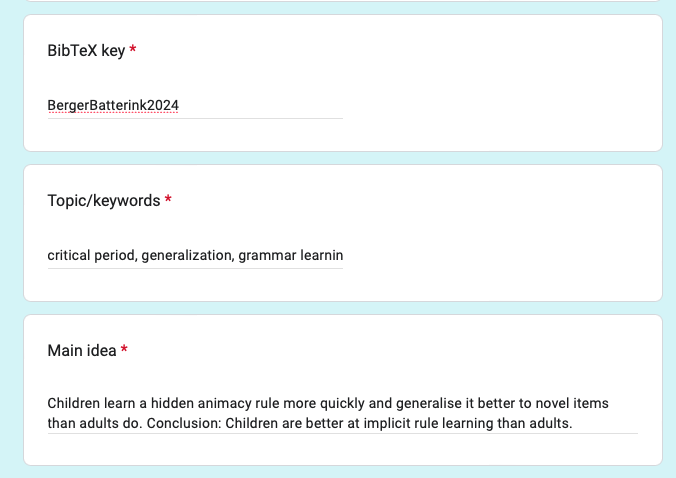 BibTeX key *
BergerBatterink2024
Topic/keywords *
critical period, generalization, grammar learnin
Main idea *
Children learn a hidden animacy rule more quickly and generalise it better to novel items
than adults do. Conclusion: Children are better at implicit rule learning than adults.